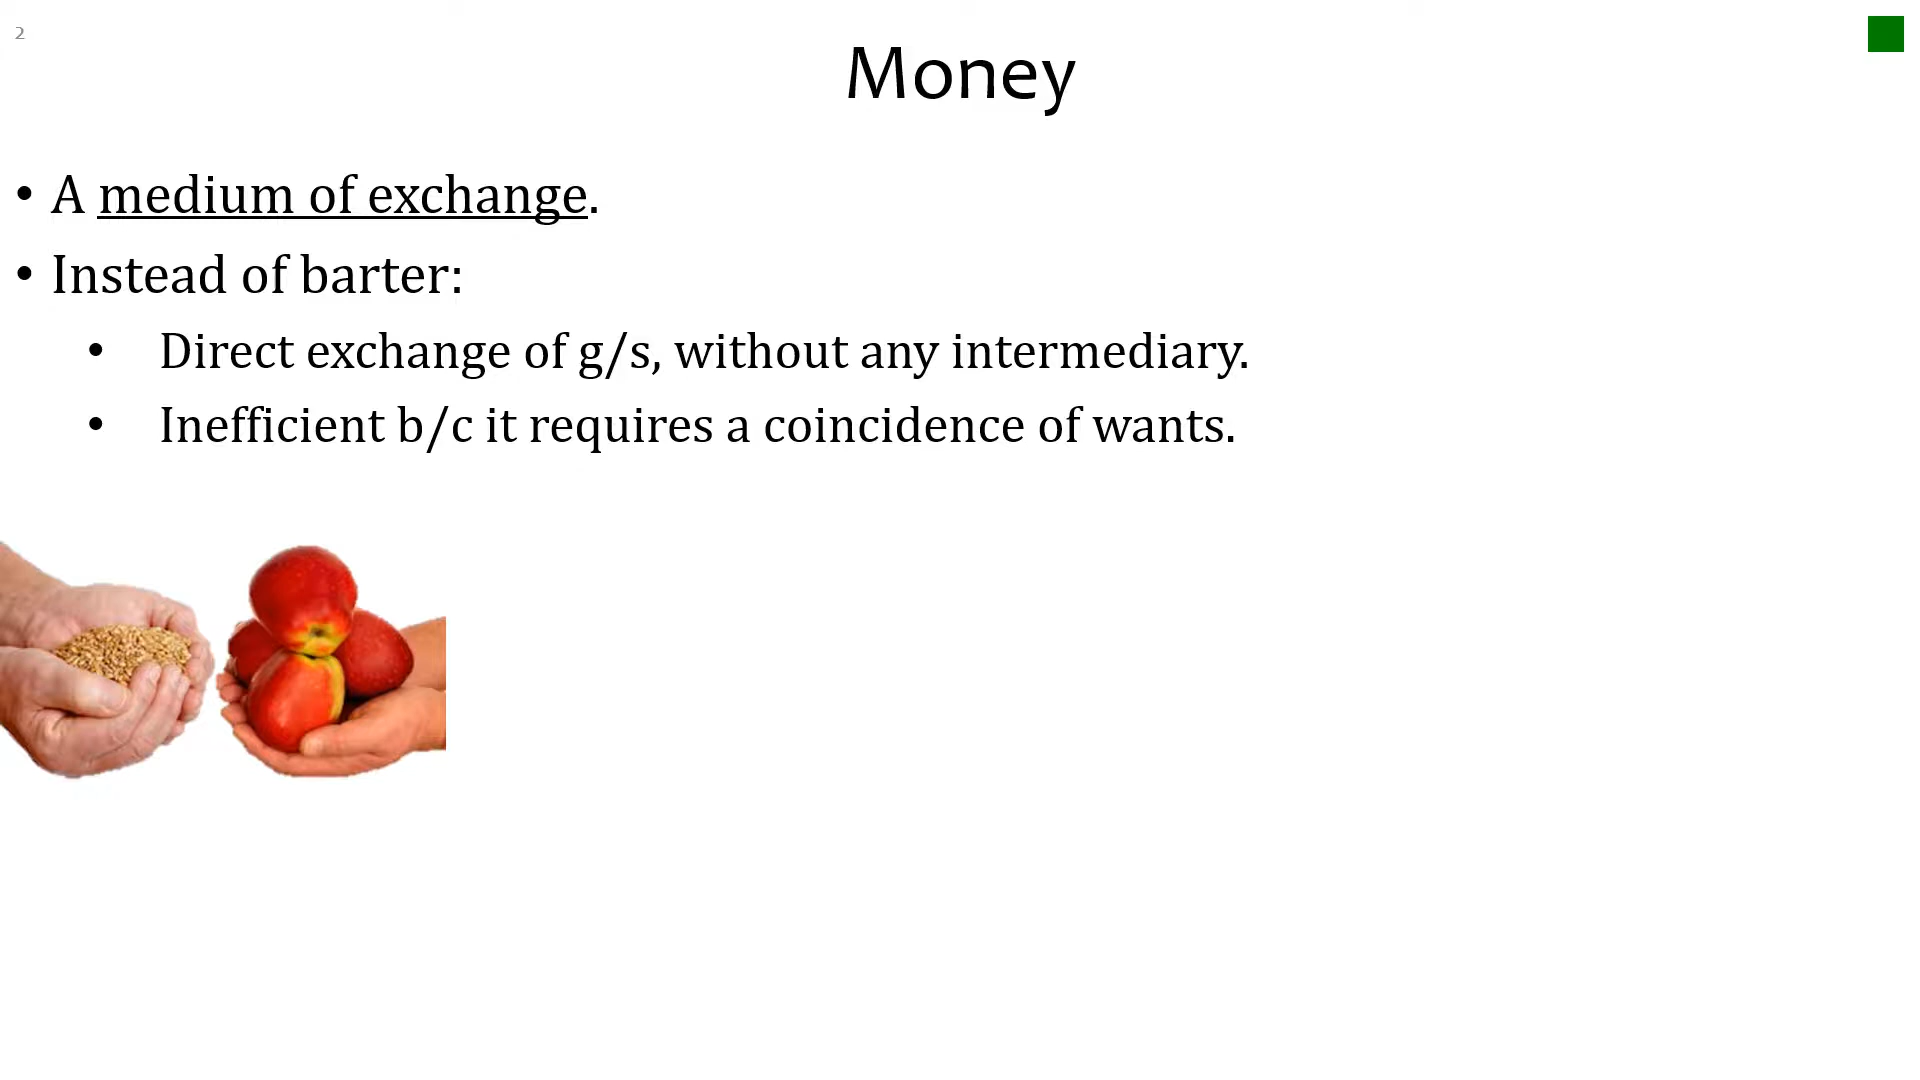 2
Money
• A medium of exchange.
• Instead of barter:
• Direct exchange of g/s, without any intermediary.
• Inefficient b/c it requires a coincidence of wants.